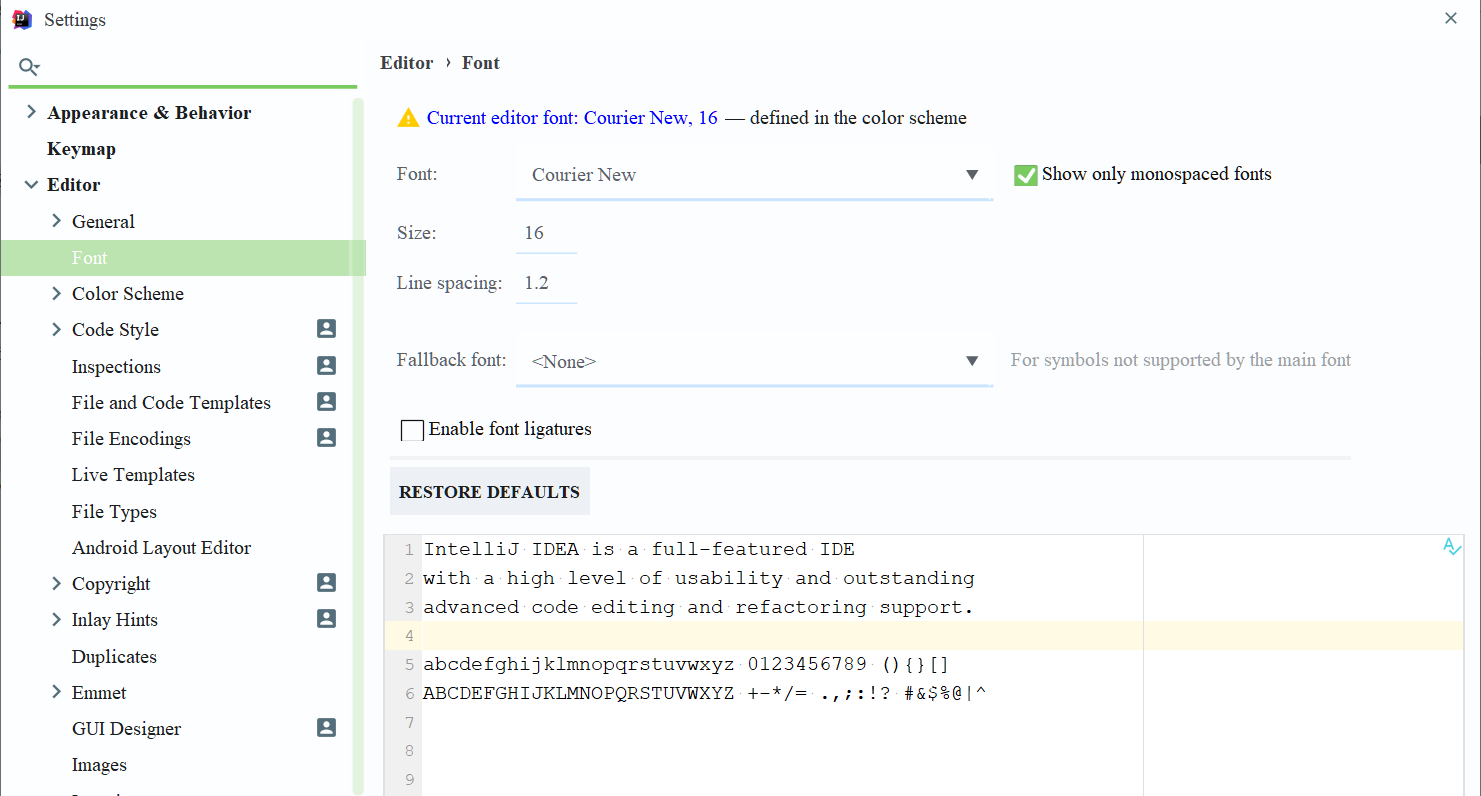 Settings
Editor › Font
Appearance & Behavior
Keymap
Editor
General
Font
Color Scheme
Code Style
Inspections
File and Code Templates
File Encodings
Live Templates
File Types
Android Layout Editor
Copyright
Inlay Hints
Duplicates
Emmet
GUI Designer
Images
Current editor font: Courier New, 16 — defined in the color scheme
Font: Courier New
Show only monospaced fonts
Size: 16
Line spacing: 1.2
Fallback font: <None> For symbols not supported by the main font
Enable font ligatures
RESTORE DEFAULTS
1 IntelliJ IDEA is a full-featured IDE
2 with a high level of usability and outstanding
3 advanced code editing and refactoring support.
4
5 abcdefghijklmnopqrstuvwxyz 0123456789 (){}[]
6 ABCDEFGHIJKLMNOPQRSTUVWXYZ +-*/= .,;:!? #&$%@|^
7
8
9